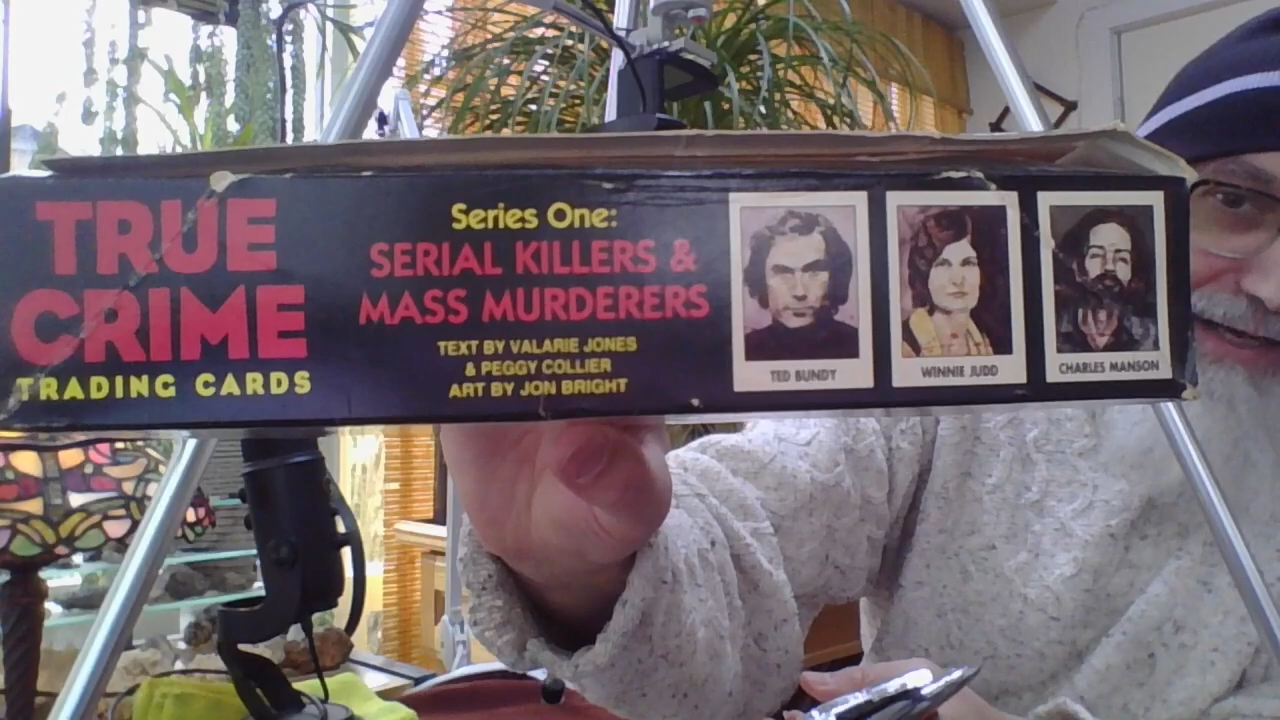 TRUE
CRIME
TRADING CARDS
Series One:
SERIAL KILLERS &
MASS MURDERERS
TEXT BY VALARIE JONES
& PEGGY COLLIER
ART BY JON BRIGHT
TED BUNDY
WINNIE JUDD
CHARLES MANSON